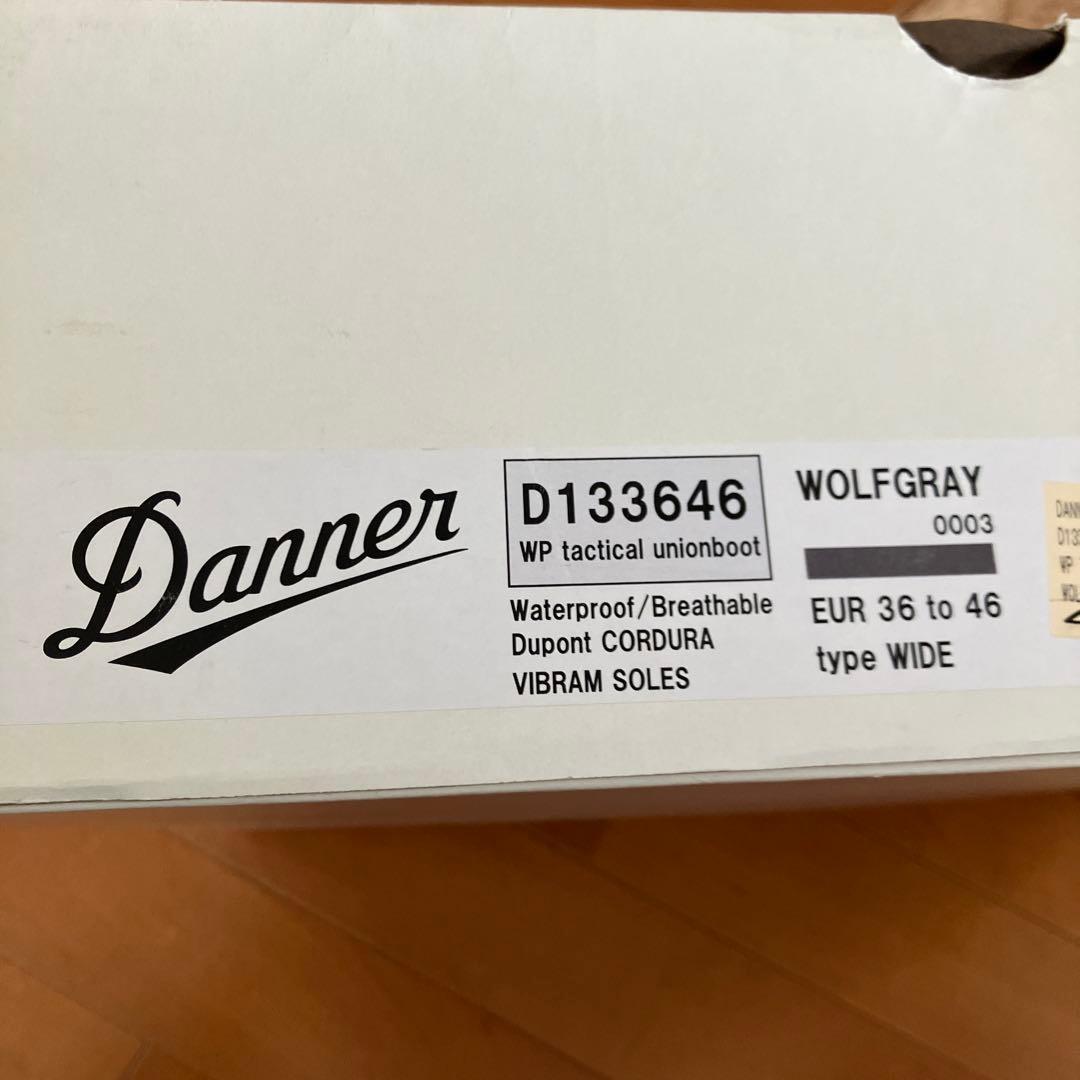 Danner
D133646
WP tactical unionboot
Waterproof/Breathable
Dupont CORDURA
VIBRAM SOLES
WOLFGRAY
0003
EUR 36 to 46
type WIDE
WP